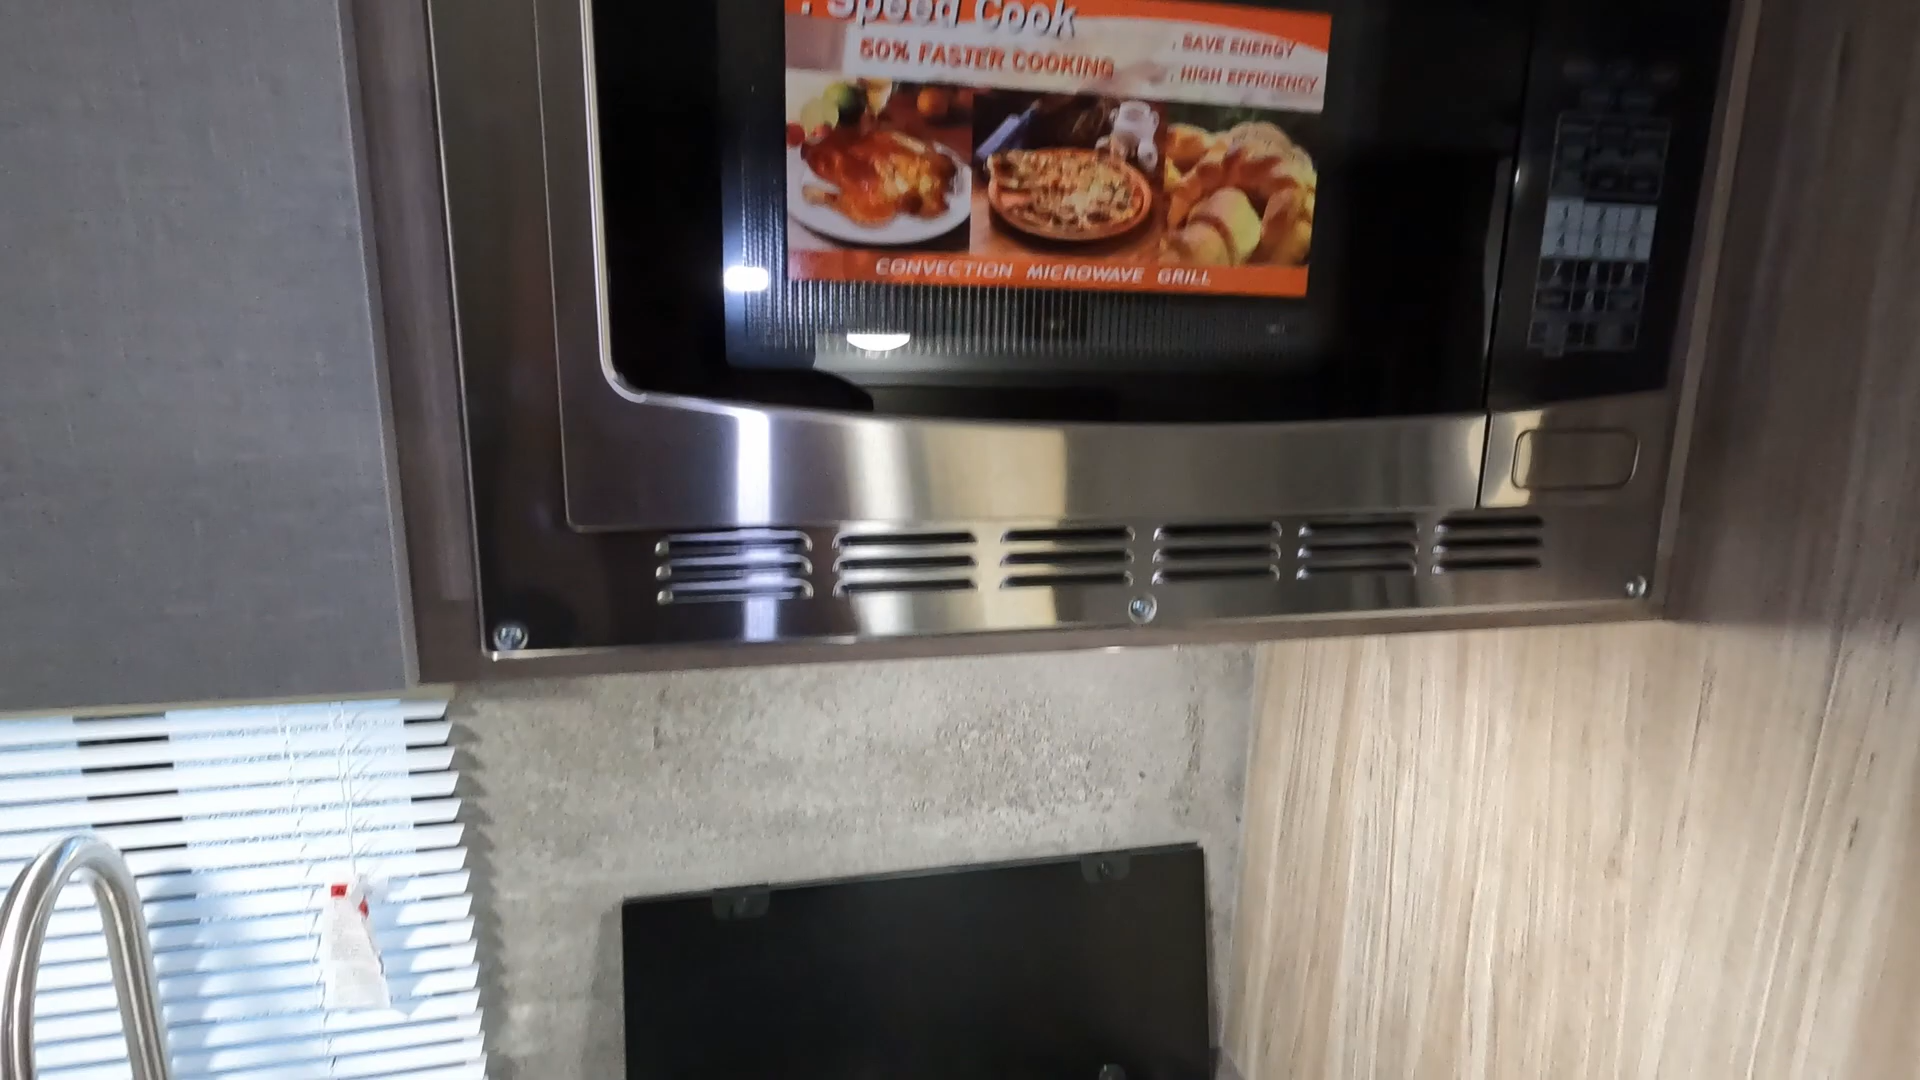 . Speed Cook
50% FASTER COOKING
. SAVE ENERGY
. HIGH EFFICIENCY
CONVECTION MICROWAVE GRILL